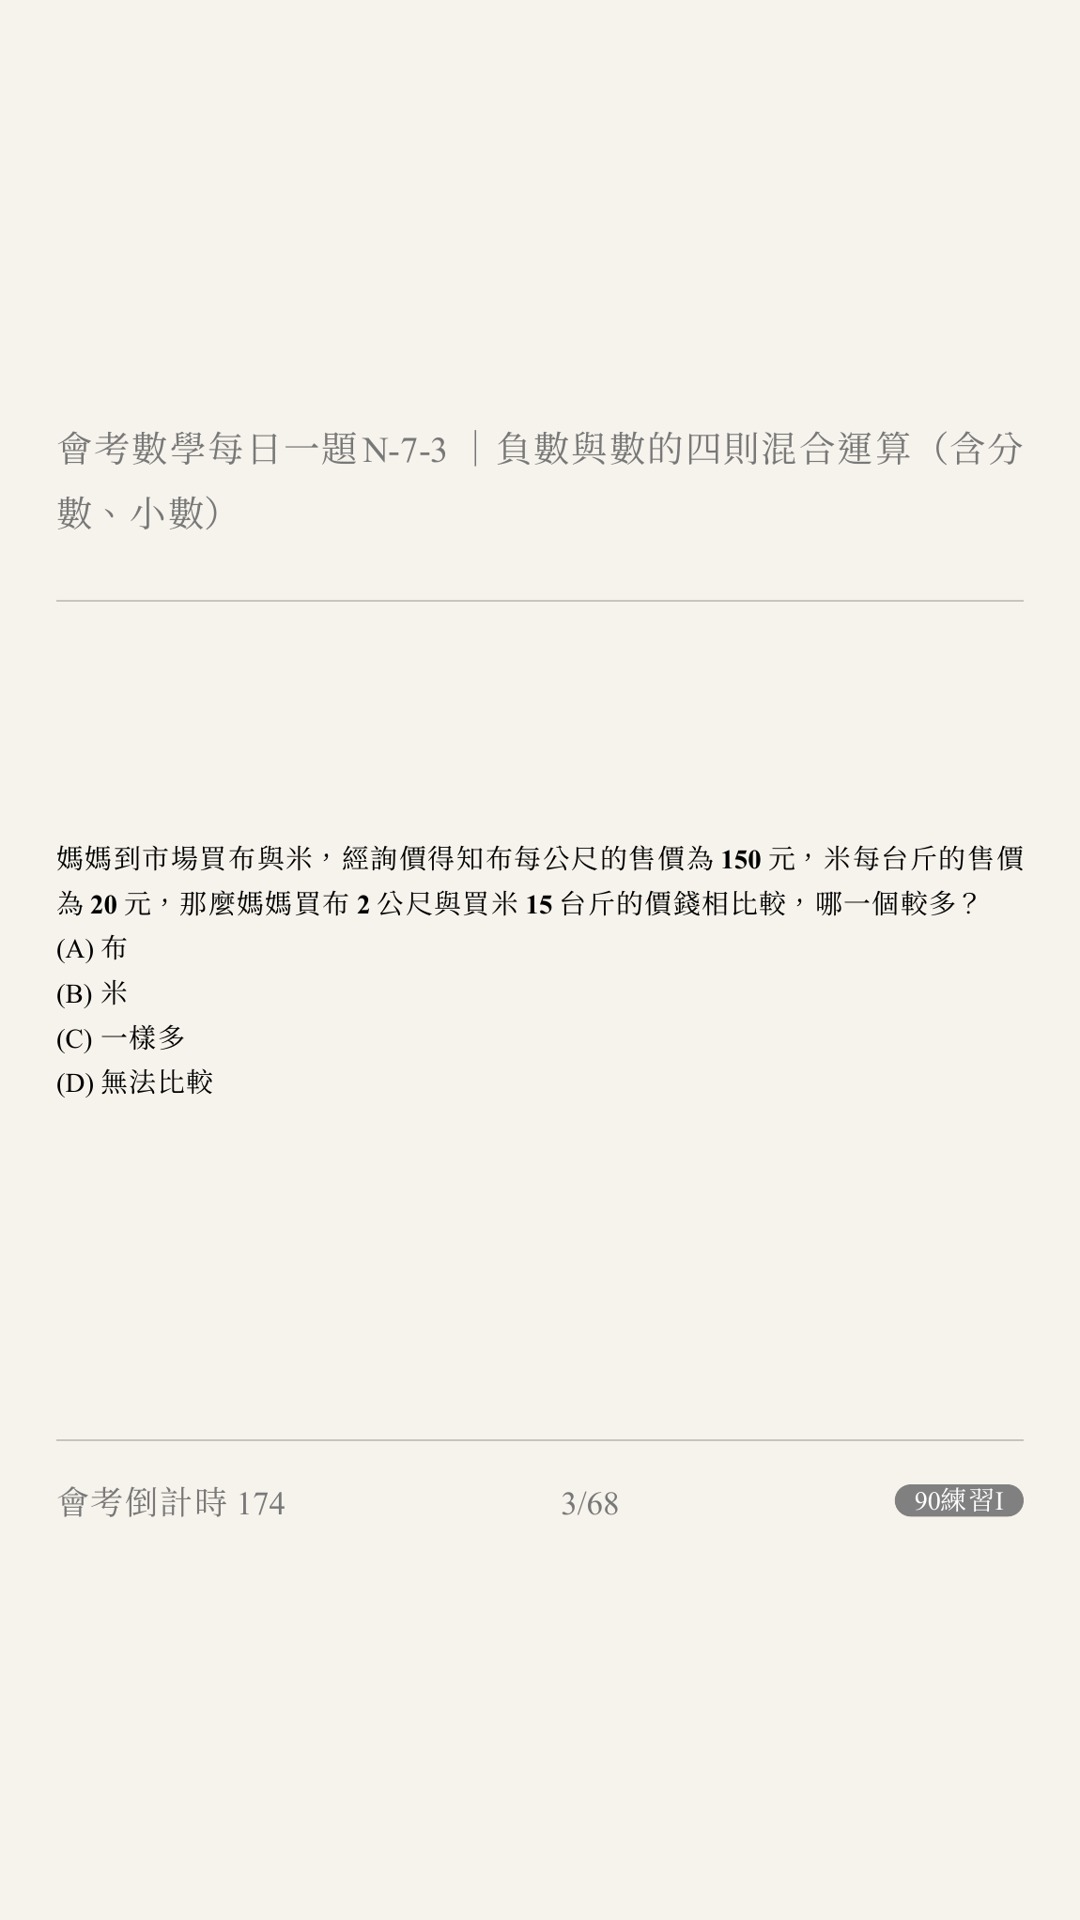 會考數學每日一題N-7-3 ｜負數與數的四則混合運算（含分
數、小數）
媽媽到市場買布與米，經詢價得知布每公尺的售價為 150 元，米每台斤的售價
為 20 元，那麼媽媽買布 2 公尺與買米 15 台斤的價錢相比較，哪一個較多？
(A) 布
(B) 米
(C) 一樣多
(D) 無法比較
會考倒計時 174
3/68
90練習I